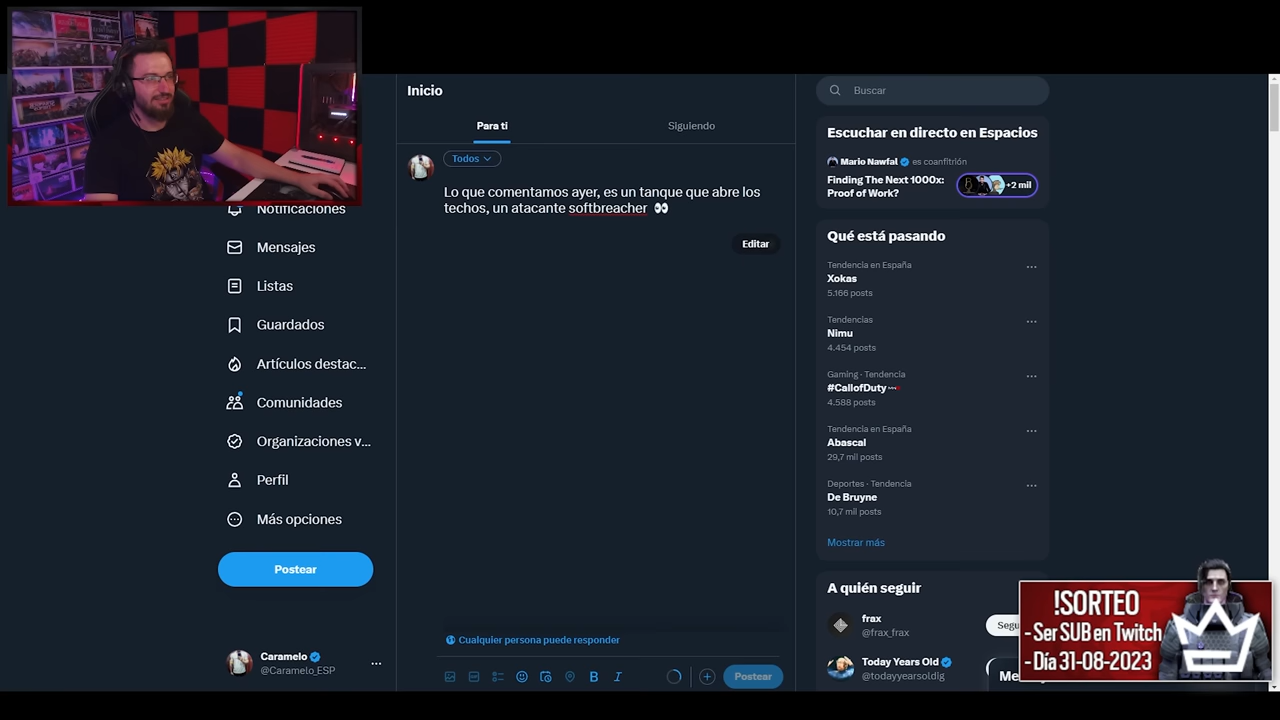 Notificaciones
Mensajes
Listas
Guardados
Artículos destac...
Comunidades
Organizaciones v...
Perfil
Más opciones
Postear
Caramelo
@Caramelo_ESP
Inicio
Para ti
Siguiendo
Todos
Lo que comentamos ayer, es un tanque que abre los
techos, un atacante softbreacher 👀
Editar
Cualquier persona puede responder
Postear
Buscar
Escuchar en directo en Espacios
Mario Nawfal es coanfitrión
Finding The Next 1000x:
Proof of Work?
+2 mil
Qué está pasando
Tendencia en España
Xokas
5.166 posts
Tendencias
Nimu
4.454 posts
Gaming · Tendencia
#CallofDuty
4.588 posts
Tendencia en España
Abascal
29,7 mil posts
Deportes · Tendencia
De Bruyne
10,7 mil posts
Mostrar más
A quién seguir
frax
@frax_frax
Segu
Today Years Old
@todayyearsoldig
Me
!SORTEO
- Ser SUB en Twitch
- Día 31-08-2023